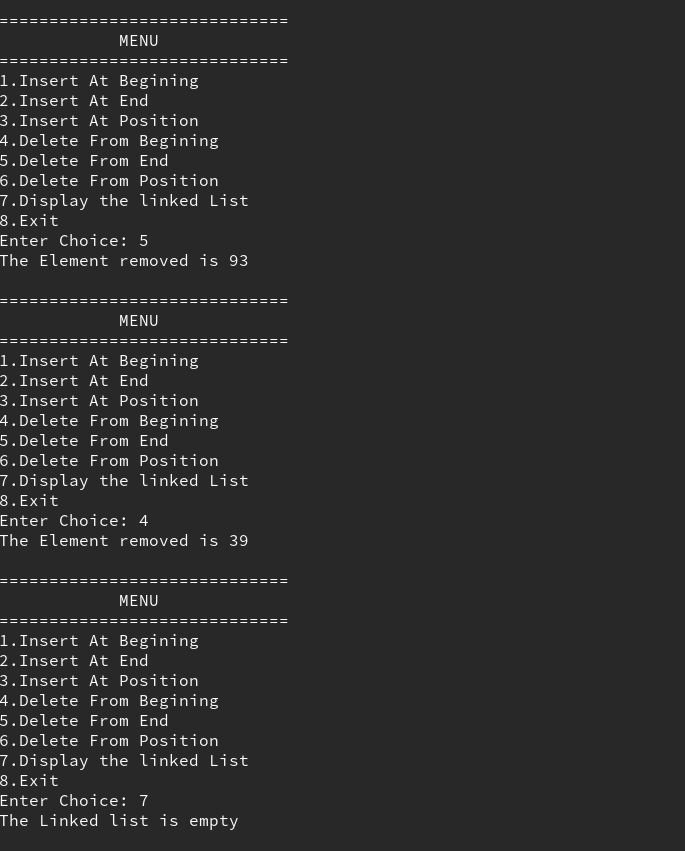 =============================
            MENU
=============================
1.Insert At Begining
2.Insert At End
3.Insert At Position
4.Delete From Begining
5.Delete From End
6.Delete From Position
7.Display the linked List
8.Exit
Enter Choice: 5
The Element removed is 93

=============================
            MENU
=============================
1.Insert At Begining
2.Insert At End
3.Insert At Position
4.Delete From Begining
5.Delete From End
6.Delete From Position
7.Display the linked List
8.Exit
Enter Choice: 4
The Element removed is 39

=============================
            MENU
=============================
1.Insert At Begining
2.Insert At End
3.Insert At Position
4.Delete From Begining
5.Delete From End
6.Delete From Position
7.Display the linked List
8.Exit
Enter Choice: 7
The Linked list is empty